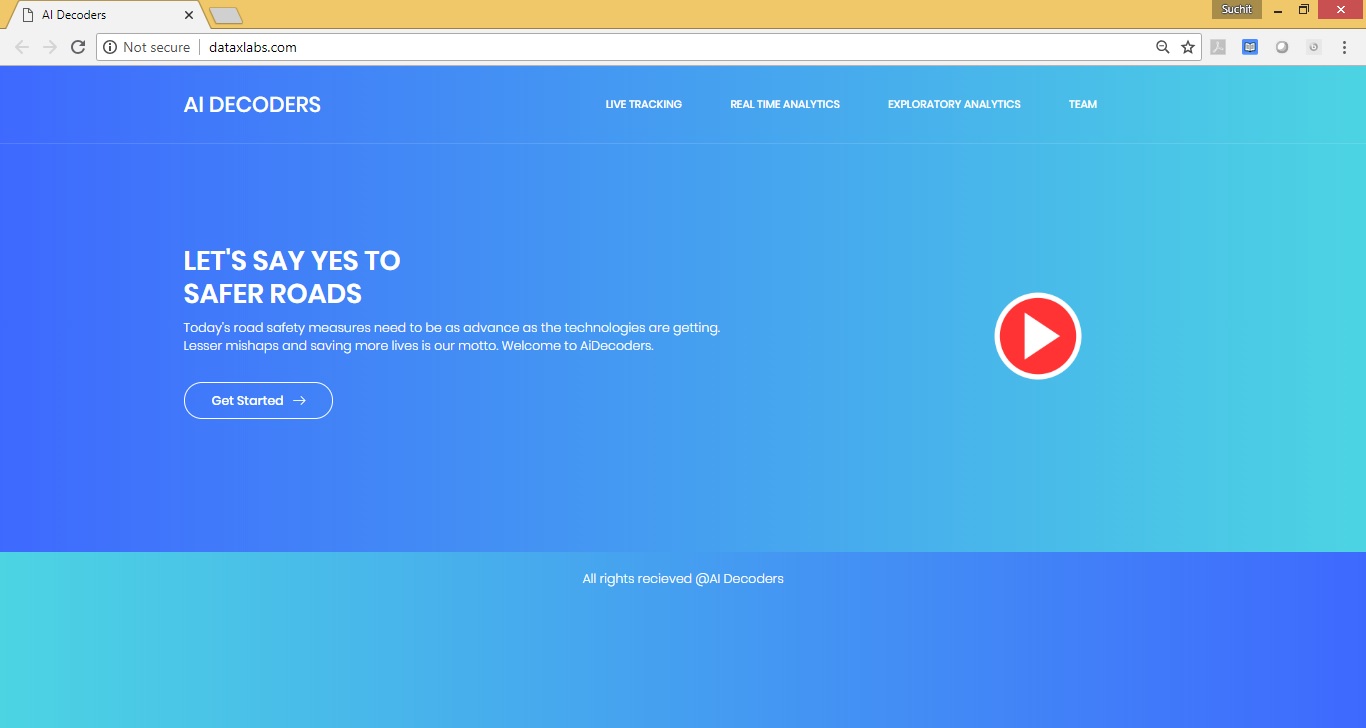 AI Decoders
Suchit
Not secure
dataxlabs.com
AI DECODERS
LIVE TRACKING
REAL TIME ANALYTICS
EXPLORATORY ANALYTICS
TEAM
LET'S SAY YES TO
SAFER ROADS
Today's road safety measures need to be as advance as the technologies are getting.
Lesser mishaps and saving more lives is our motto. Welcome to AiDecoders.
Get Started →
All rights recieved @AI Decoders